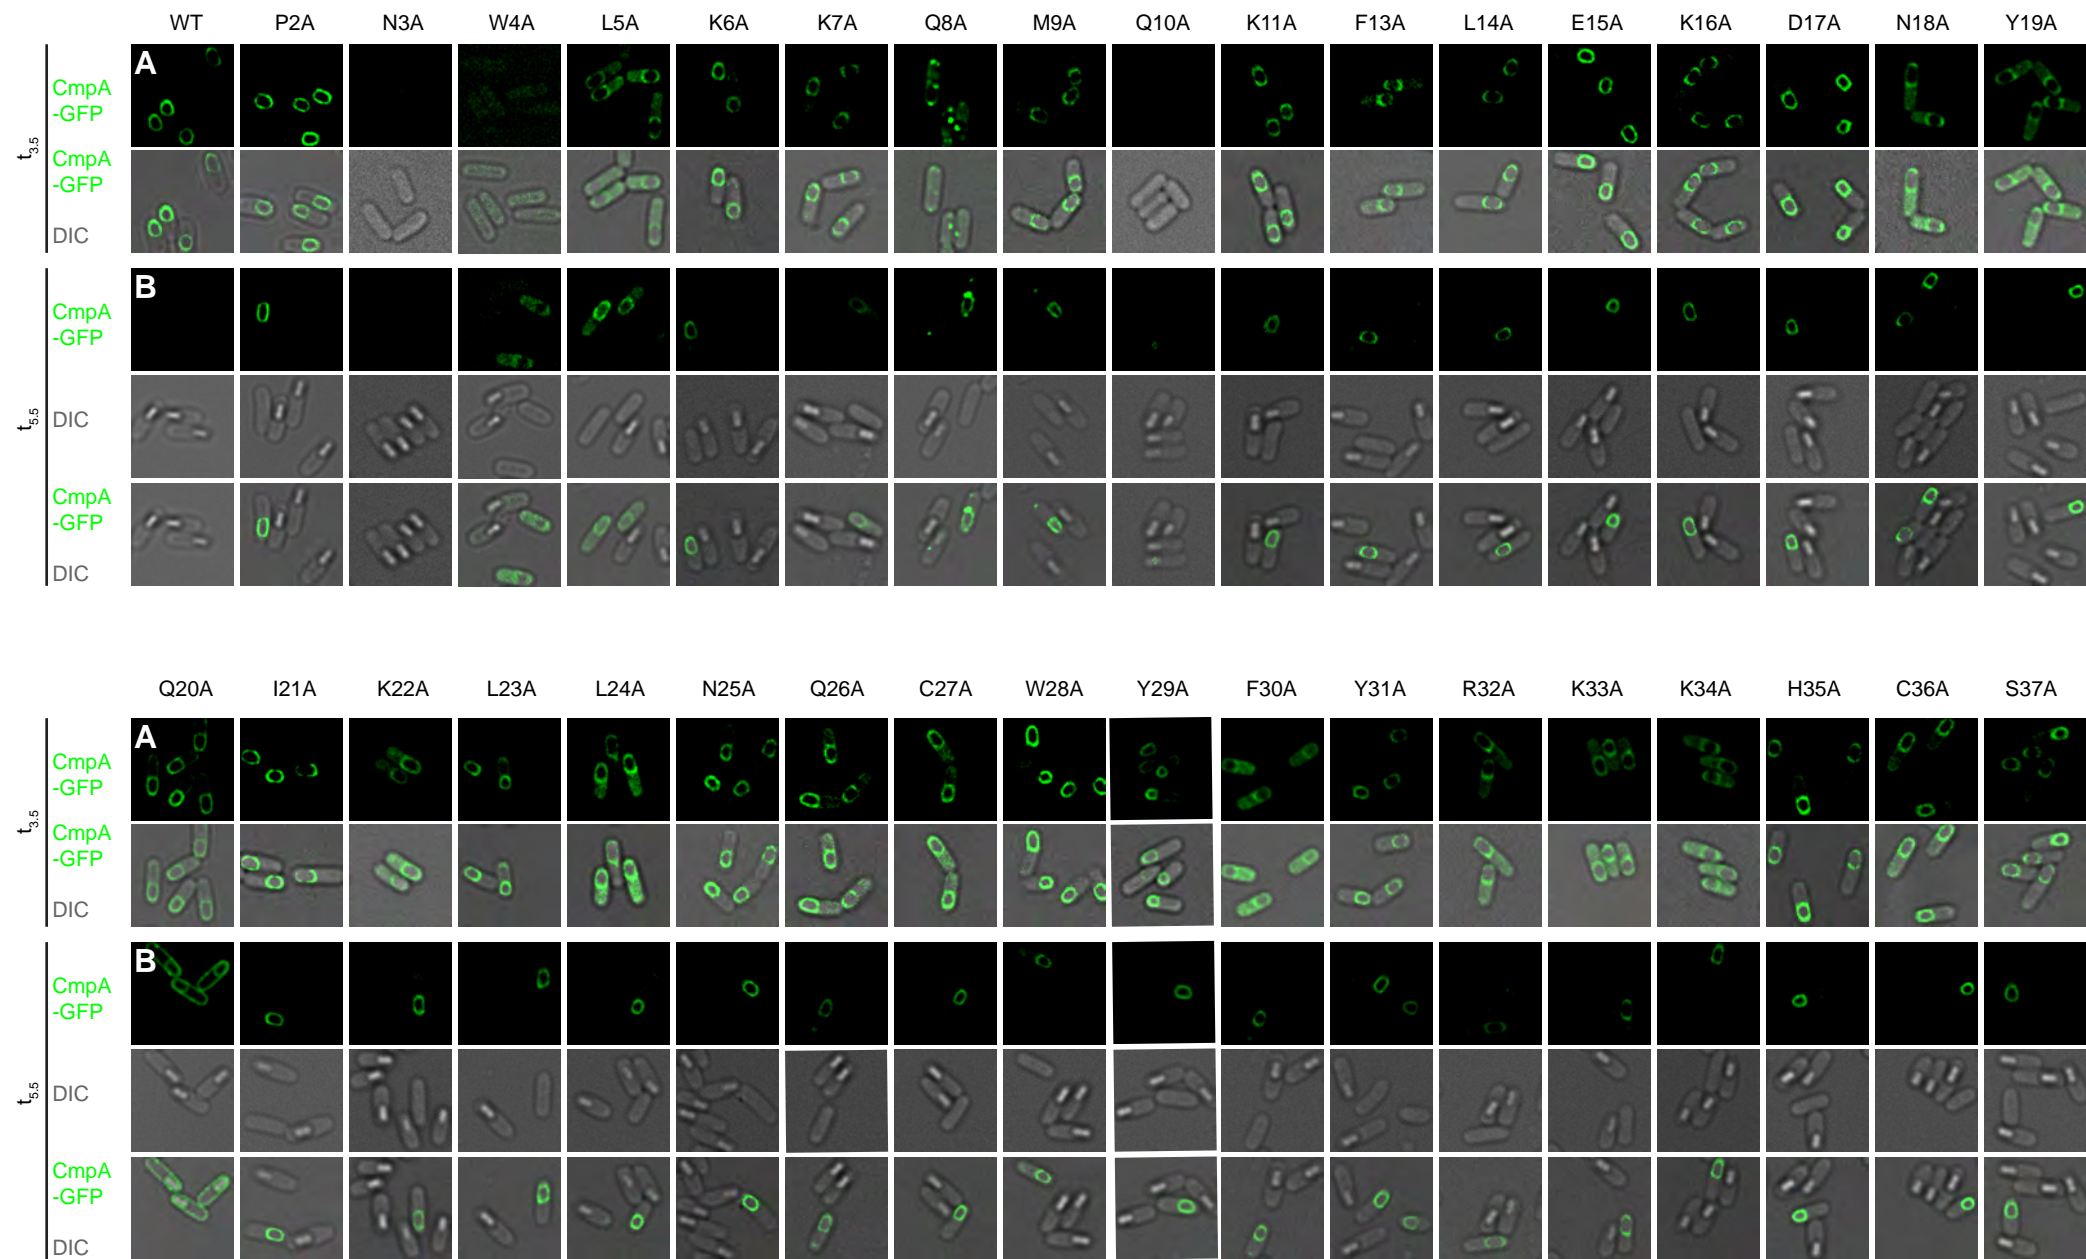 WT P2A N3A W4A L5A K6A K7A Q8A M9A Q10A K11A F13A L14A E15A K16A D17A N18A Y19A
A
t3.5
CmpA
-GFP
CmpA
-GFP
DIC
B
t5.5
CmpA
-GFP
DIC
CmpA
-GFP
DIC
Q20A I21A K22A L23A L24A N25A Q26A C27A W28A Y29A F30A Y31A R32A K33A K34A H35A C36A S37A
A
t3.5
CmpA
-GFP
CmpA
-GFP
DIC
B
t5.5
CmpA
-GFP
DIC
CmpA
-GFP
DIC